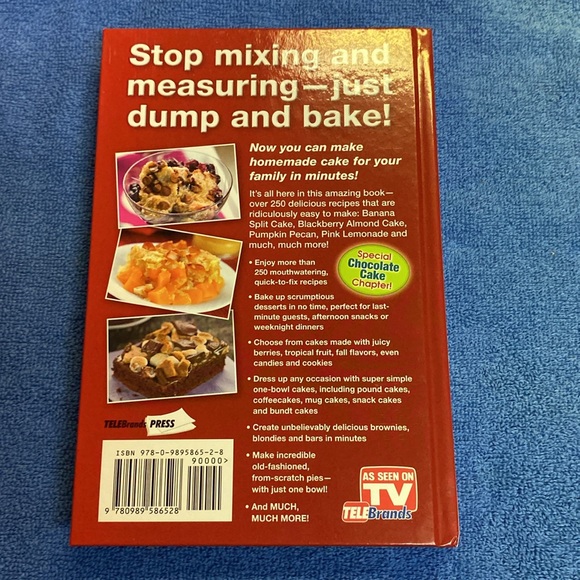 Stop mixing and
measuring—just
dump and bake!
Now you can make
homemade cake for your
family in minutes!
It's all here in this amazing book—
over 250 delicious recipes that are
ridiculously easy to make: Banana
Split Cake, Blackberry Almond Cake,
Pumpkin Pecan, Pink Lemonade and
much, much more!
• Enjoy more than
250 mouthwatering,
quick-to-fix recipes
Special
Chocolate
Cake
Chapter!
• Bake up scrumptious
desserts in no time, perfect for last-
minute guests, afternoon snacks or
weeknight dinners
• Choose from cakes made with juicy
berries, tropical fruit, fall flavors, even
candies and cookies
• Dress up any occasion with super simple
one-bowl cakes, including pound cakes,
coffeecakes, mug cakes, snack cakes
and bundt cakes
• Create unbelievably delicious brownies,
blondies and bars in minutes
• Make incredible
old-fashioned,
from-scratch pies—
with just one bowl!
• And MUCH,
MUCH MORE!
TELEBrands PRESS
ISBN 978-0-9895865-2-8
90000>
9 780989 586528
AS SEEN ON
TV
TELEBrands